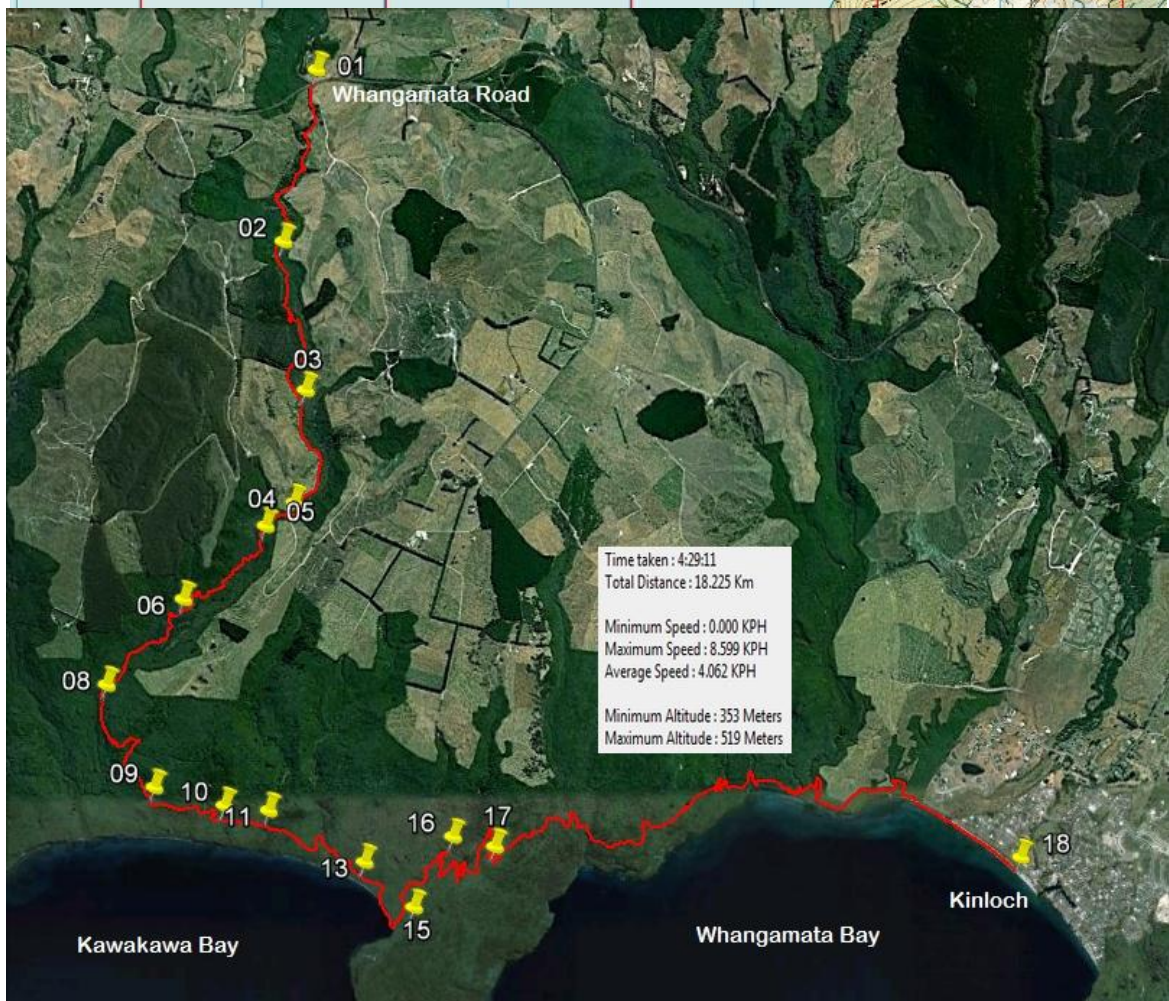 01
Whangamata Road
02
03
04
05
06
08
09
10
11
13
15
16
17
18
Time taken : 4:29:11
Total Distance : 18.225 Km
Minimum Speed : 0.000 KPH
Maximum Speed : 8.599 KPH
Average Speed : 4.062 KPH
Minimum Altitude : 353 Meters
Maximum Altitude : 519 Meters
Kinloch
Kawakawa Bay
Whangamata Bay